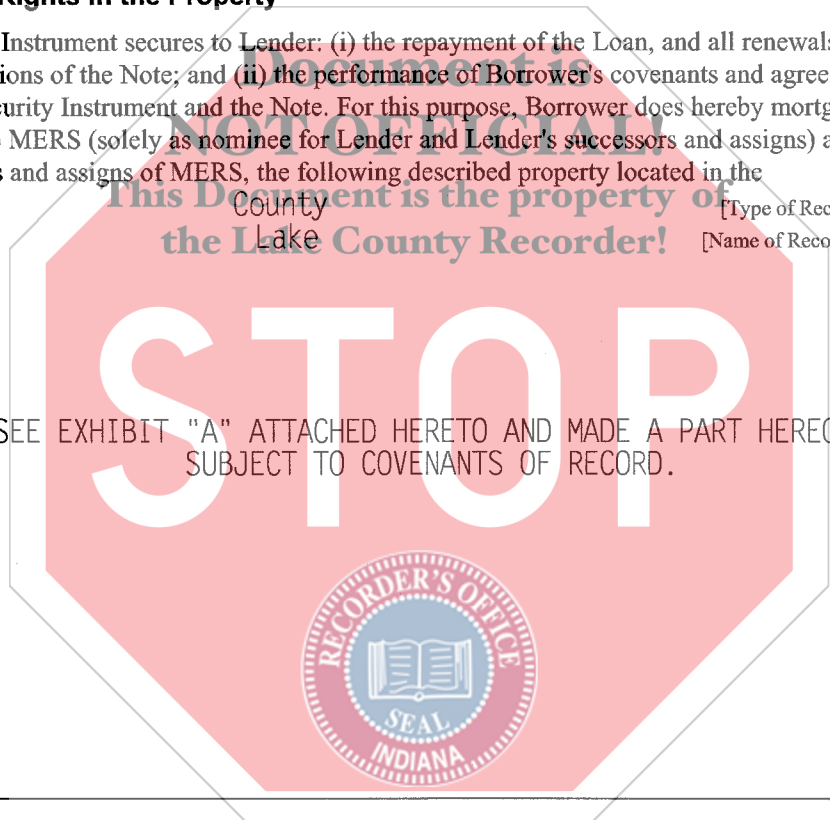 Rights in the Property
Instrument secures to Lender: (i) the repayment of the Loan, and all renewals
ions of the Note; and (ii) the performance of Borrower's covenants and agree
curity Instrument and the Note. For this purpose, Borrower does hereby mortg
MERS (solely as nominee for Lender and Lender's successors and assigns) a
s and assigns of MERS, the following described property located in the
County [Type of Rec
Lake [Name of Reco
Document is
NOT OFFICIAL!
This Document is the property of
the Lake County Recorder!
STOP
SEE EXHIBIT "A" ATTACHED HERETO AND MADE A PART HEREO
SUBJECT TO COVENANTS OF RECORD.
RECORDER'S OFFICE
SEAL
INDIANA